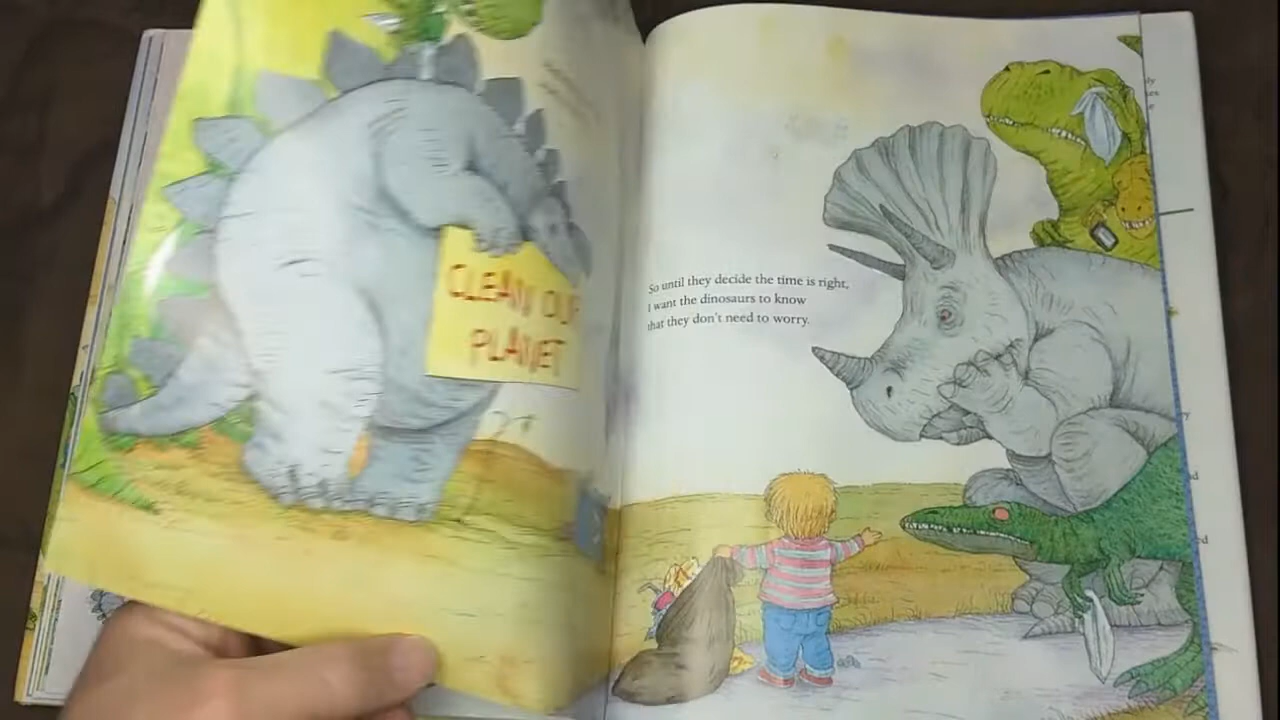 CLEAN OUR
PLANET
So until they decide the time is right,
I want the dinosaurs to know
that they don't need to worry.